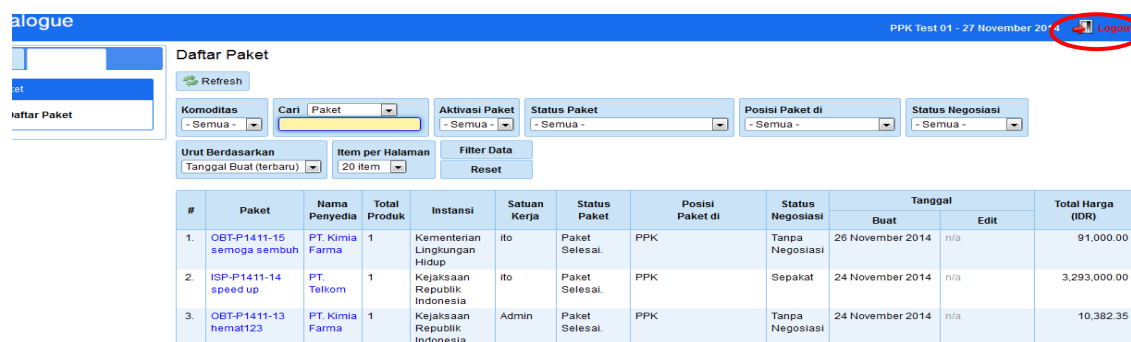 alogue
PPK Test 01 - 27 November 2014 Logout
Daftar Paket
Refresh
Daftar Paket
Komoditas Cari Paket Aktivasi Paket Status Paket Posisi Paket di Status Negosiasi
- Semua - - Semua - - Semua - - Semua - - Semua -
Urut Berdasarkan Item per Halaman Filter Data
Tanggal Buat (terbaru) 20 item Reset
# Paket Nama Penyedia Total Produk Instansi Satuan Kerja Status Paket Posisi Paket di Status Negosiasi Tanggal Total Harga (IDR)
Buat Edit
1. OBT-P1411-15 PT. Kimia 1 Kementerian ito Paket PPK Tanpa 26 November 2014 n/a 91,000.00
semoga sembuh Farma Lingkungan Selesai. Negosiasi
Hidup
2. ISP-P1411-14 PT. 1 Kejaksaan ito Paket PPK Sepakat 24 November 2014 n/a 3,293,000.00
speed up Telkom Republik Selesai.
Indonesia
3. OBT-P1411-13 PT. Kimia 1 Kejaksaan Admin Paket PPK Tanpa 24 November 2014 n/a 10,382.35
hemat123 Farma Republik Selesai. Negosiasi
Indonesia